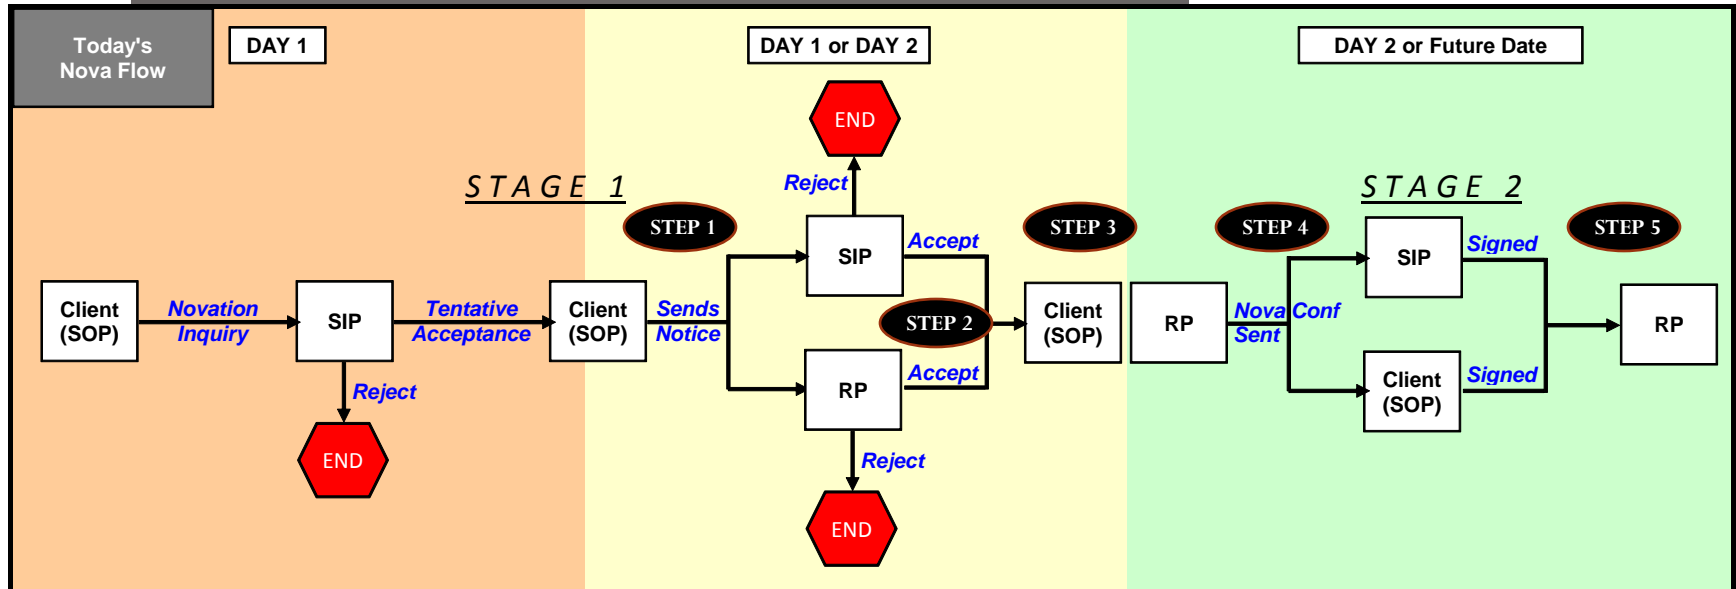 Today's
Nova Flow
DAY 1
DAY 1 or DAY 2
DAY 2 or Future Date
END
Reject
STAGE 1
STAGE 2
STEP 1
STEP 3
STEP 4
STEP 5
SIP
Accept
SIP
Signed
Client
(SOP)
Novation
Inquiry
SIP
Tentative
Acceptance
Client
(SOP)
Sends
Notice
STEP 2
Client
(SOP)
RP
Nova Conf
Sent
RP
Reject
RP
Accept
Client
(SOP)
Signed
END
Reject
END